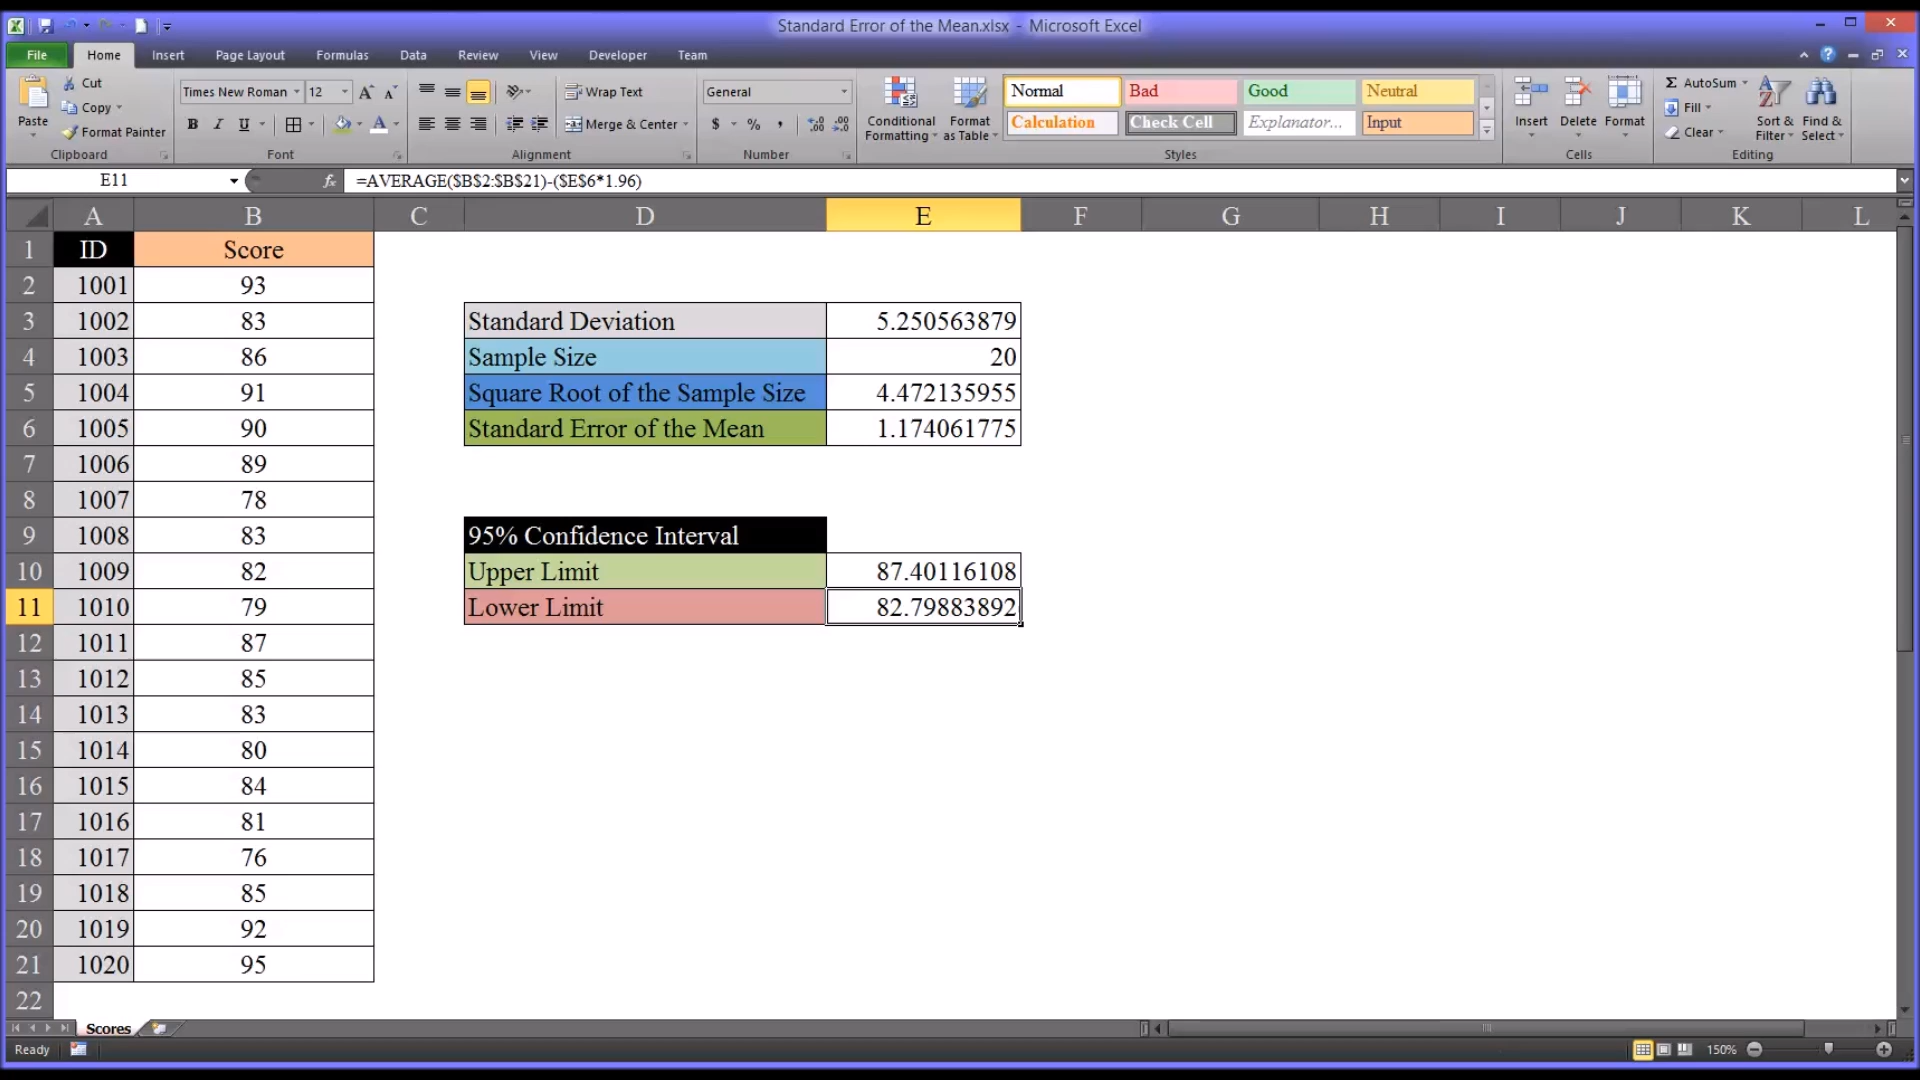 Standard Error of the Mean.xlsx - Microsoft Excel
File Home Insert Page Layout Formulas Data Review View Developer Team
Cut
Copy
Format Painter
Paste
Clipboard
Times New Roman 12
B I U
Font
Wrap Text
Merge & Center
Alignment
General
$ % ,
Number
Conditional Formatting
Format as Table
Normal Bad Good Neutral
Calculation Check Cell Explanator... Input
Styles
Insert Delete Format
Cells
Σ AutoSum
Fill
Clear
Sort & Filter
Find & Select
Editing
E11 fx =AVERAGE($B$2:$B$21)-($E$6*1.96)
A B C D E F G H I J K L
1 ID Score
2 1001 93
3 1002 83 Standard Deviation 5.250563879
4 1003 86 Sample Size 20
5 1004 91 Square Root of the Sample Size 4.472135955
6 1005 90 Standard Error of the Mean 1.174061775
7 1006 89
8 1007 78
9 1008 83 95% Confidence Interval
10 1009 82 Upper Limit 87.40116108
11 1010 79 Lower Limit 82.79883892
12 1011 87
13 1012 85
14 1013 83
15 1014 80
16 1015 84
17 1016 81
18 1017 76
19 1018 85
20 1019 92
21 1020 95
22
Scores
Ready 150%